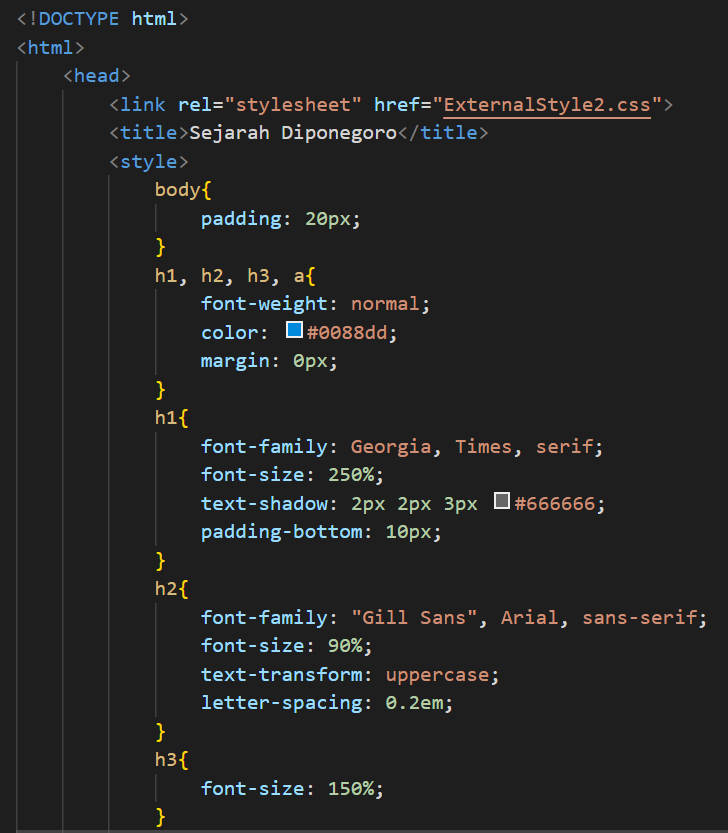 <!DOCTYPE html>
<html>
<head>
<link rel="stylesheet" href="ExternalStyle2.css">
<title>Sejarah Diponegoro</title>
<style>
body{
padding: 20px;
}
h1, h2, h3, a{
font-weight: normal;
color: #0088dd;
margin: 0px;
}
h1{
font-family: Georgia, Times, serif;
font-size: 250%;
text-shadow: 2px 2px 3px #666666;
padding-bottom: 10px;
}
h2{
font-family: "Gill Sans", Arial, sans-serif;
font-size: 90%;
text-transform: uppercase;
letter-spacing: 0.2em;
}
h3{
font-size: 150%;
}